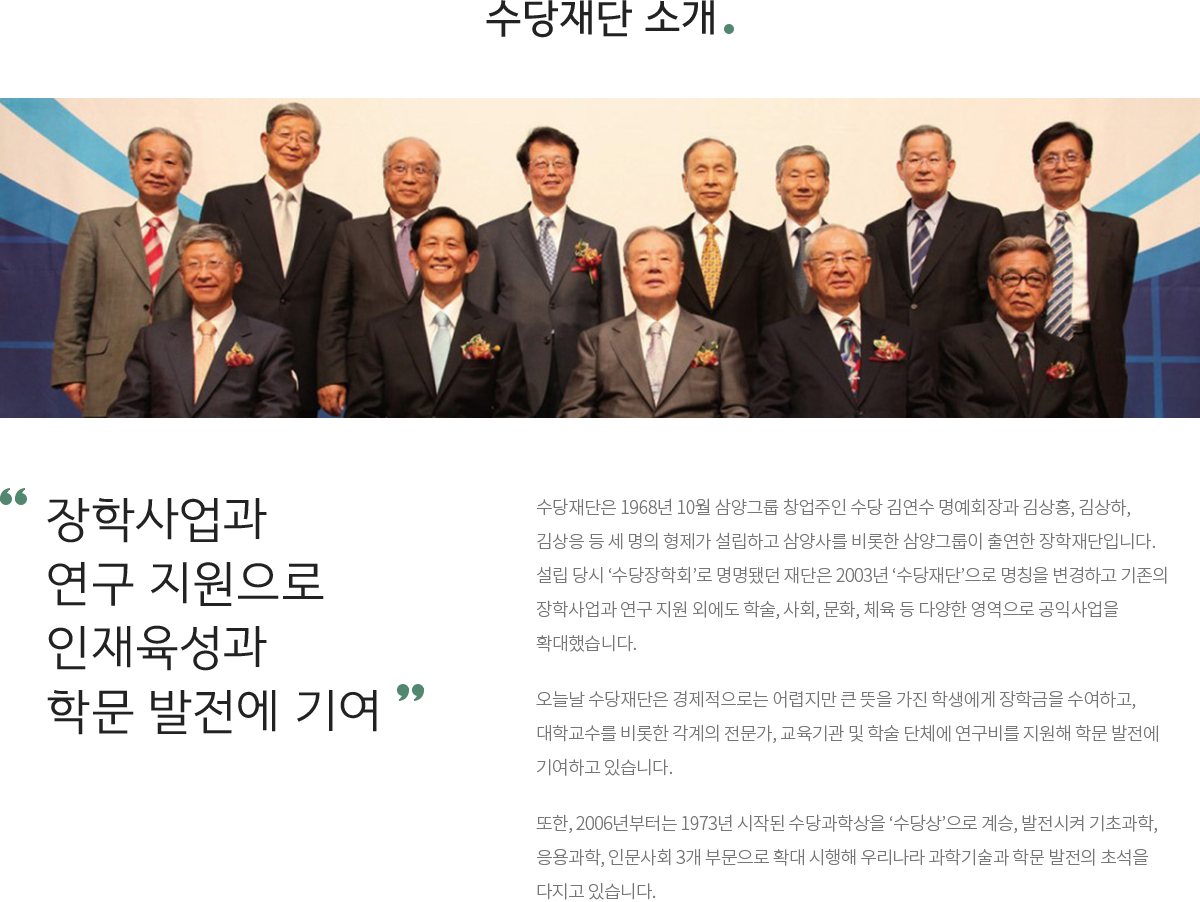 수당재단 소개.
“ 장학사업과
연구 지원으로
인재육성과
학문 발전에 기여 ”
수당재단은 1968년 10월 삼양그룹 창업주인 수당 김연수 명예회장과 김상홍, 김상하,
김상응 등 세 명의 형제가 설립하고 삼양사를 비롯한 삼양그룹이 출연한 장학재단입니다.
설립 당시 ‘수당장학회’로 명명됐던 재단은 2003년 ‘수당재단’으로 명칭을 변경하고 기존의
장학사업과 연구 지원 외에도 학술, 사회, 문화, 체육 등 다양한 영역으로 공익사업을
확대했습니다.
오늘날 수당재단은 경제적으로는 어렵지만 큰 뜻을 가진 학생에게 장학금을 수여하고,
대학교수를 비롯한 각계의 전문가, 교육기관 및 학술 단체에 연구비를 지원해 학문 발전에
기여하고 있습니다.
또한, 2006년부터는 1973년 시작된 수당과학상을 ‘수당상’으로 계승, 발전시켜 기초과학,
응용과학, 인문사회 3개 부문으로 확대 시행해 우리나라 과학기술과 학문 발전의 초석을
다지고 있습니다.